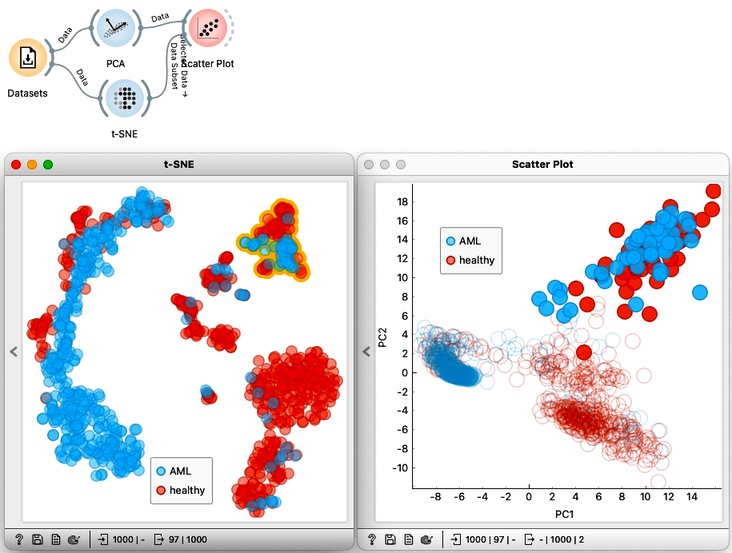 Data
Data
PCA
Scatter Plot
Data
Selected Data →
Data Subset
Datasets
t-SNE
t-SNE
AML
healthy
? 1000 | - 97 | 1000
Scatter Plot
18
16
14
12
10
8
6
4
2
0
-2
-4
-6
-8
-10
PC2
AML
healthy
-8 -6 -4 -2 0 2 4 6 8 10 12 14
PC1
? 1000 | 97 | - - | 1000 | 2